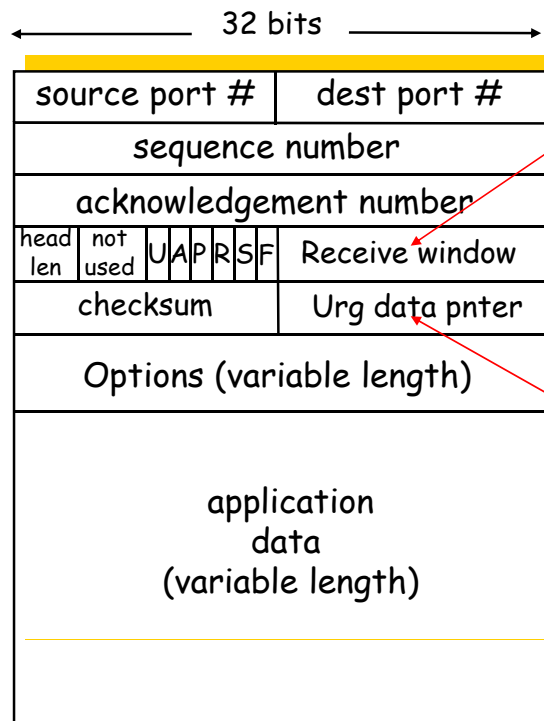 32 bits
source port # dest port #
sequence number
acknowledgement number
head len not used U A P R S F Receive window
checksum Urg data pnter
Options (variable length)
application
data
(variable length)